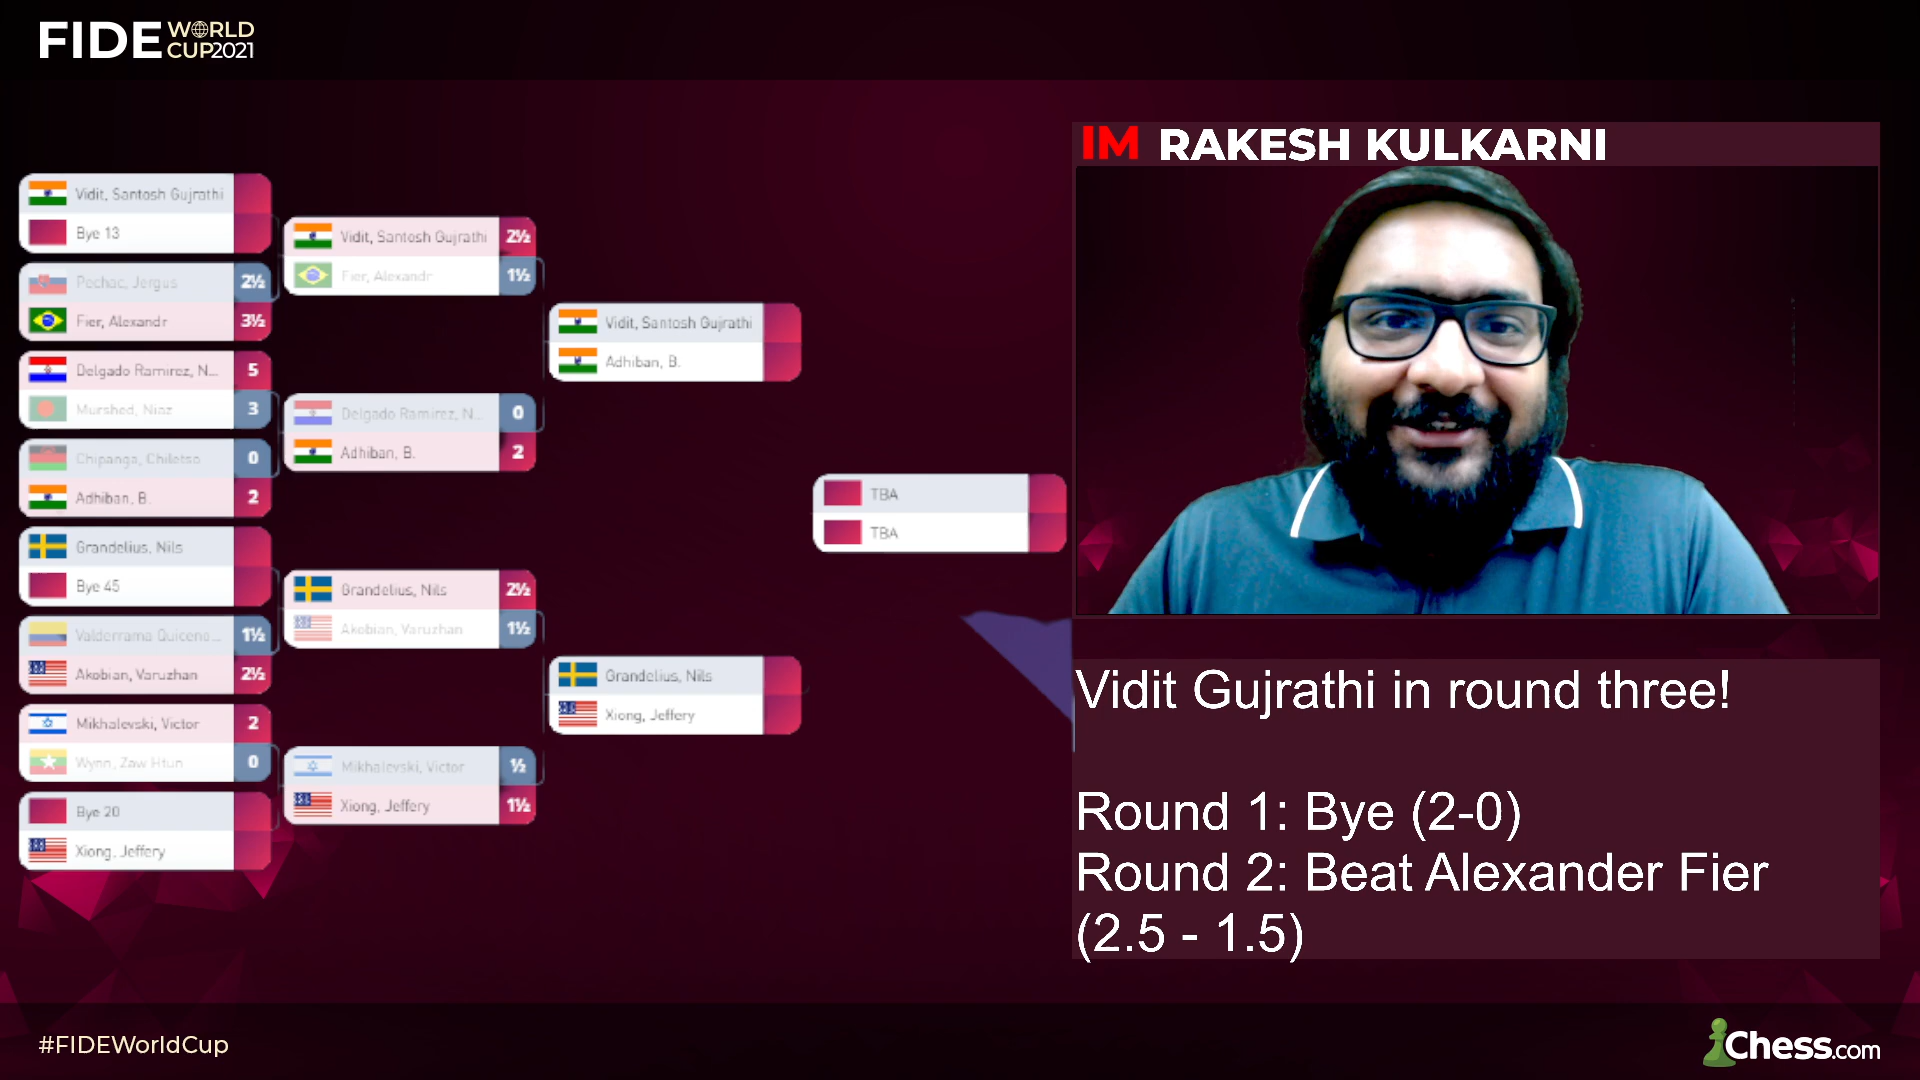 FIDE WORLD CUP2021
IM RAKESH KULKARNI
Vidit, Santosh Gujrathi
Bye 13
Pechac, Jergus 2½
Fier, Alexandr 3½
Delgado Ramirez, N... 5
Murshed, Niaz 3
Chipanga, Chiletso 0
Adhiban, B. 2
Grandelius, Nils
Bye 45
Valderrama Quiceno... 1½
Akobian, Varuzhan 2½
Mikhalevski, Victor 2
Wynn, Zaw Htun 0
Bye 20
Xiong, Jeffery
Vidit, Santosh Gujrathi 2½
Fier, Alexandr 1½
Delgado Ramirez, N... 0
Adhiban, B. 2
Grandelius, Nils 2½
Akobian, Varuzhan 1½
Mikhalevski, Victor ½
Xiong, Jeffery 1½
Vidit, Santosh Gujrathi
Adhiban, B.
Grandelius, Nils
Xiong, Jeffery
TBA
TBA
Vidit Gujrathi in round three!
Round 1: Bye (2-0)
Round 2: Beat Alexander Fier
(2.5 - 1.5)
#FIDEWorldCup
Chess.com